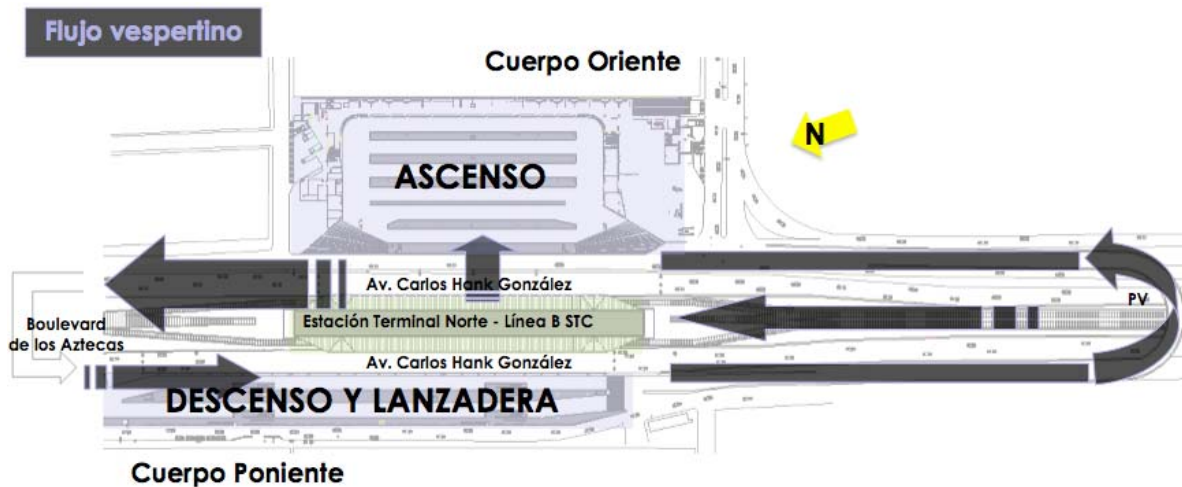 Flujo vespertino
Cuerpo Oriente
N
ASCENSO
Av. Carlos Hank González
PV
Estación Terminal Norte - Línea B STC
Boulevard
de los Aztecas
Av. Carlos Hank González
DESCENSO Y LANZADERA
Cuerpo Poniente